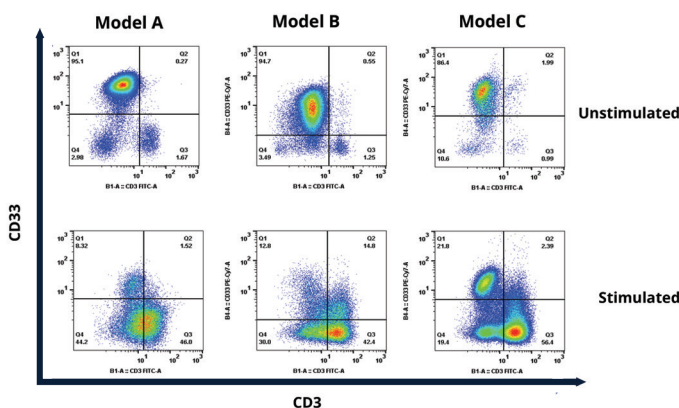 Model A Model B Model C
Q1 95.1
Q2 0.27
Q3 1.67
Q4 2.98
B1-A :: CD3 FITC-A
Q1 94.7
Q2 0.55
Q3 1.25
Q4 3.49
B4-A :: CD33 PE-Cy7-A
B1-A :: CD3 FITC-A
Q1 86.4
Q2 1.99
Q3 0.99
Q4 10.6
B4-A :: CD33 PE-Cy7-A
B1-A :: CD3 FITC-A
Unstimulated
CD33
Q1 8.32
Q2 1.52
Q3 46.0
Q4 44.2
B1-A :: CD3 FITC-A
Q1 12.8
Q2 14.8
Q3 42.4
Q4 30.0
B4-A :: CD33 PE-Cy7-A
B1-A :: CD3 FITC-A
Q1 21.8
Q2 2.39
Q3 56.4
Q4 19.4
B4-A :: CD33 PE-Cy7-A
B1-A :: CD3 FITC-A
Stimulated
CD3